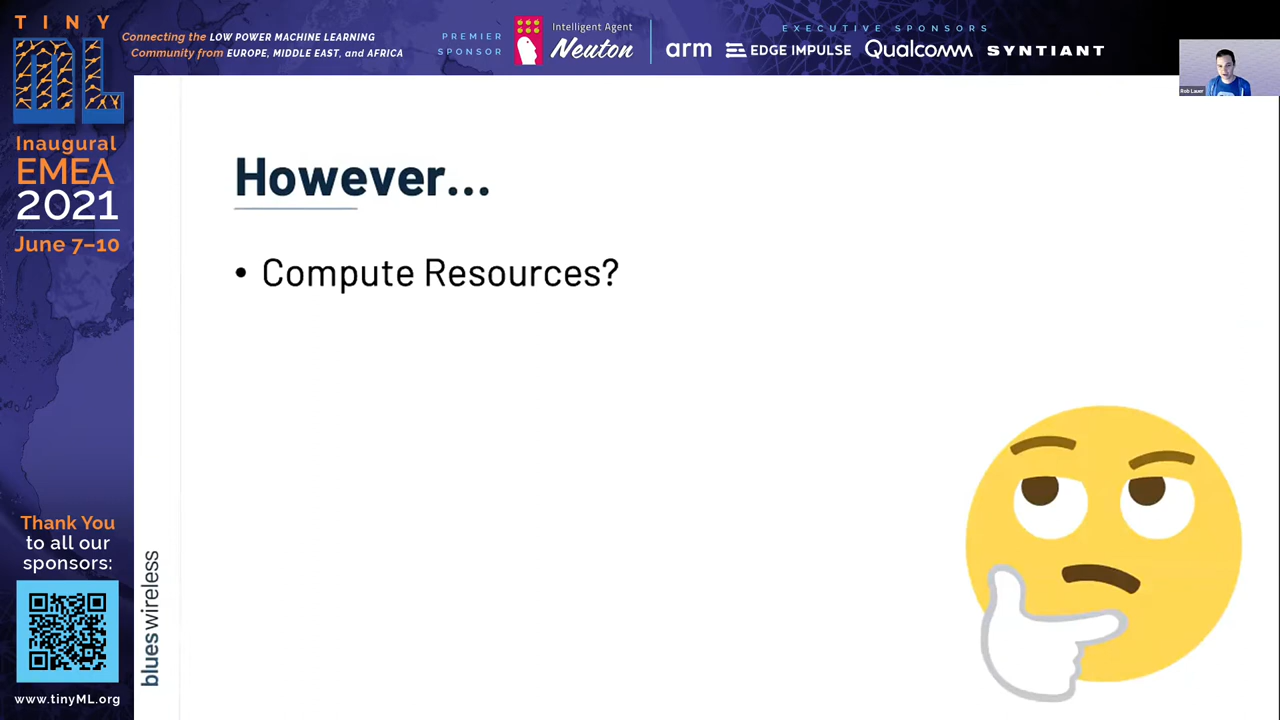 TINY
ML
Inaugural
EMEA
2021
June 7–10
Connecting the LOW POWER MACHINE LEARNING
Community from EUROPE, MIDDLE EAST, and AFRICA
PREMIER
SPONSOR
Intelligent Agent
Neuton
EXECUTIVE SPONSORS
arm
EDGE IMPULSE
Qualcomm
SYNTIANT
Rob Lauer
However...
• Compute Resources?
blues wireless
Thank You
to all our
sponsors:
www.tinyML.org